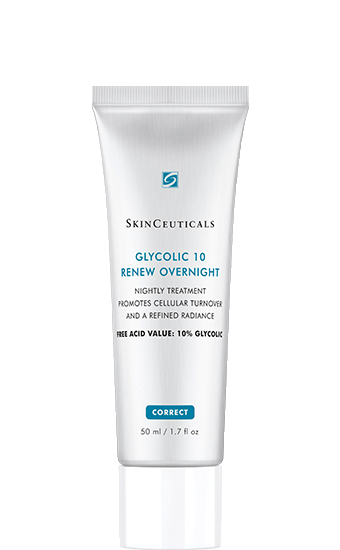 SKINCEUTICALS
GLYCOLIC 10
RENEW OVERNIGHT
NIGHTLY TREATMENT
PROMOTES CELLULAR TURNOVER
AND A REFINED RADIANCE
FREE ACID VALUE: 10% GLYCOLIC
CORRECT
50 ml / 1.7 fl oz